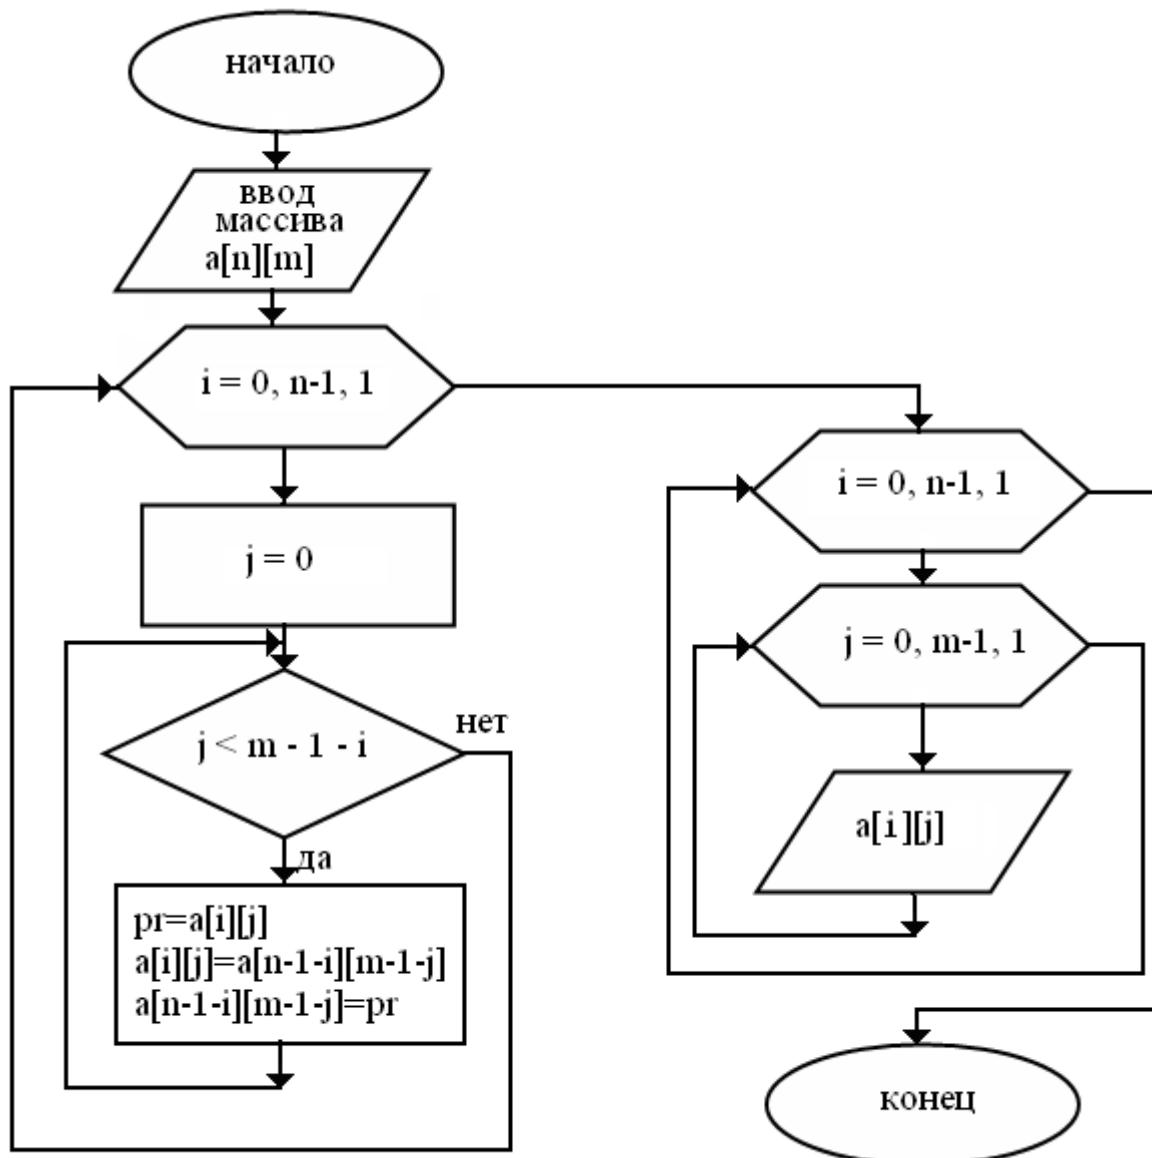 начало
ввод
массива
a[n][m]
i = 0, n-1, 1
j = 0
j < m - 1 - i
нет
да
pr=a[i][j]
a[i][j]=a[n-1-i][m-1-j]
a[n-1-i][m-1-j]=pr
i = 0, n-1, 1
j = 0, m-1, 1
a[i][j]
конец